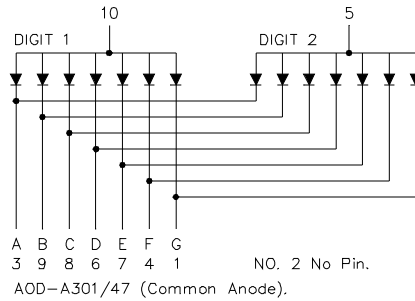 10 5
DIGIT 1 DIGIT 2
A B C D E F G
3 9 8 6 7 4 1 NO. 2 No Pin.
AOD-A301/47 (Common Anode).